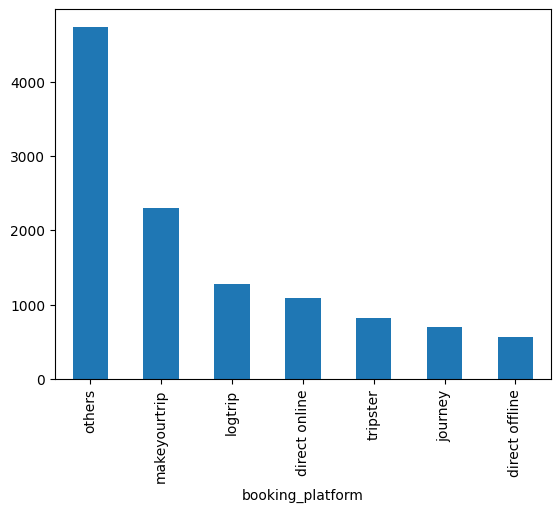 4000
3000
2000
1000
0
others
makeyourtrip
logtrip
direct online
tripster
journey
direct offline
booking_platform